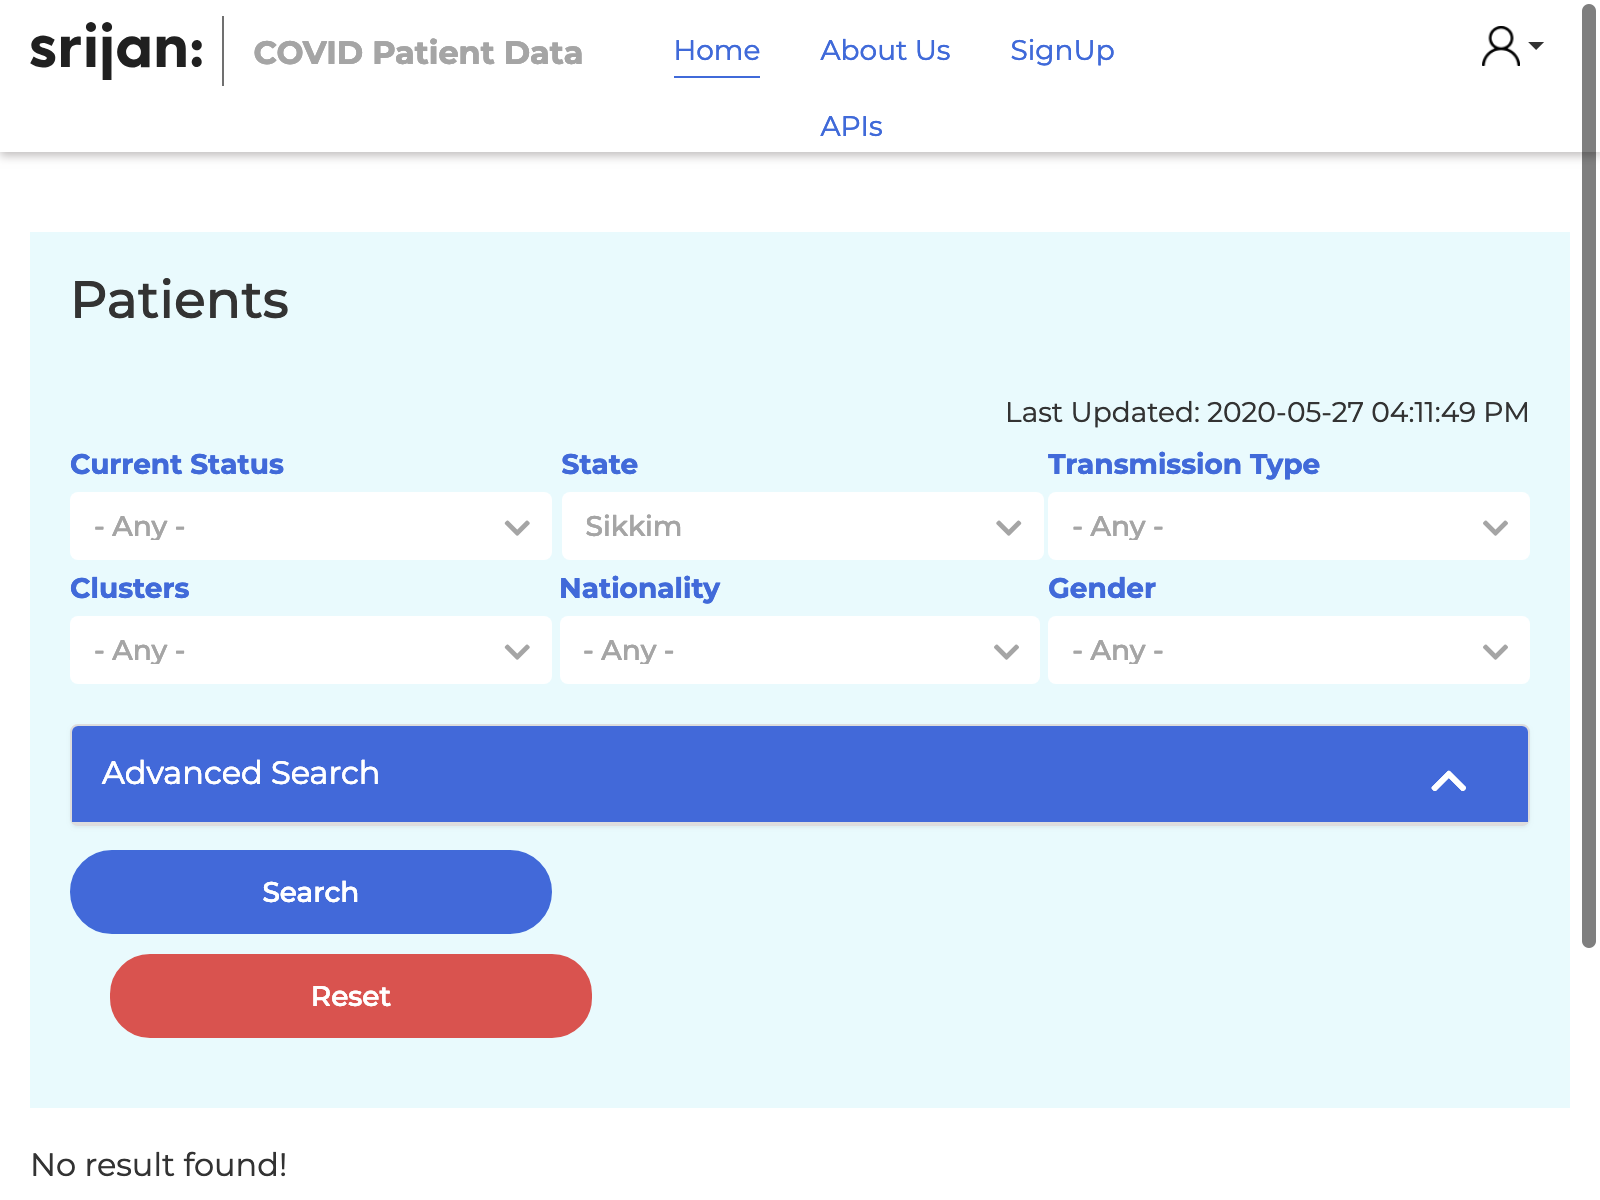 srijan: COVID Patient Data Home About Us SignUp
APIs
Patients
Last Updated: 2020-05-27 04:11:49 PM
Current Status State Transmission Type
- Any - Sikkim - Any -
Clusters Nationality Gender
- Any - - Any - - Any -
Advanced Search
Search
Reset
No result found!